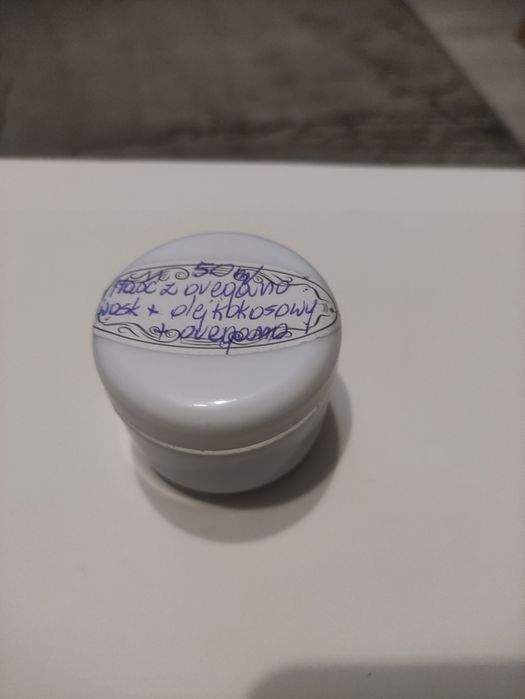 50 ml
Maść z oregano
wosk + olej kokosowy
+ oregano